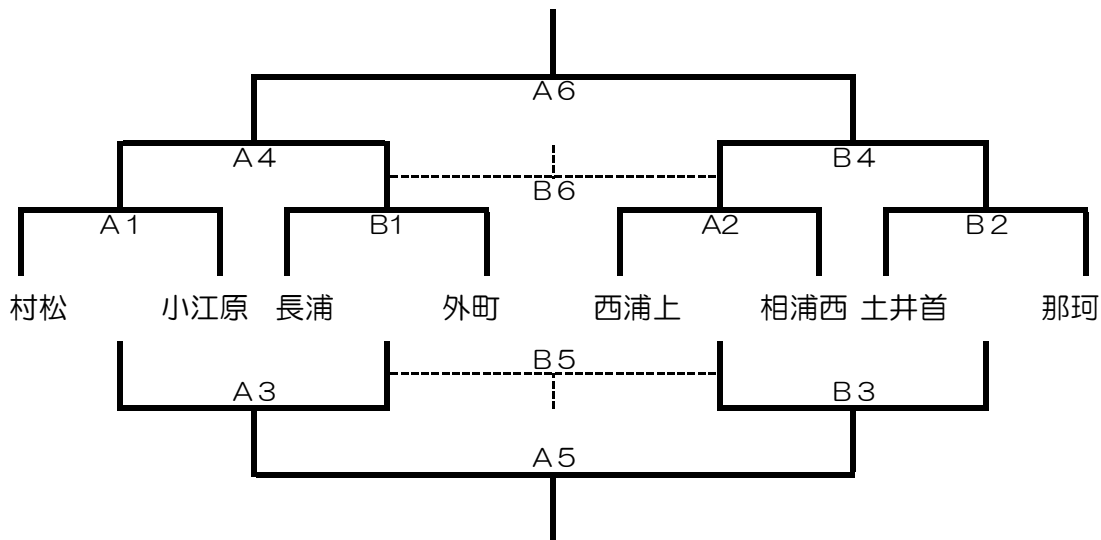 A6
A4 B4
B6
A1 B1 A2 B2
村松 小江原 長浦 外町 西浦上 相浦西 土井首 那珂
B5
A3 B3
A5